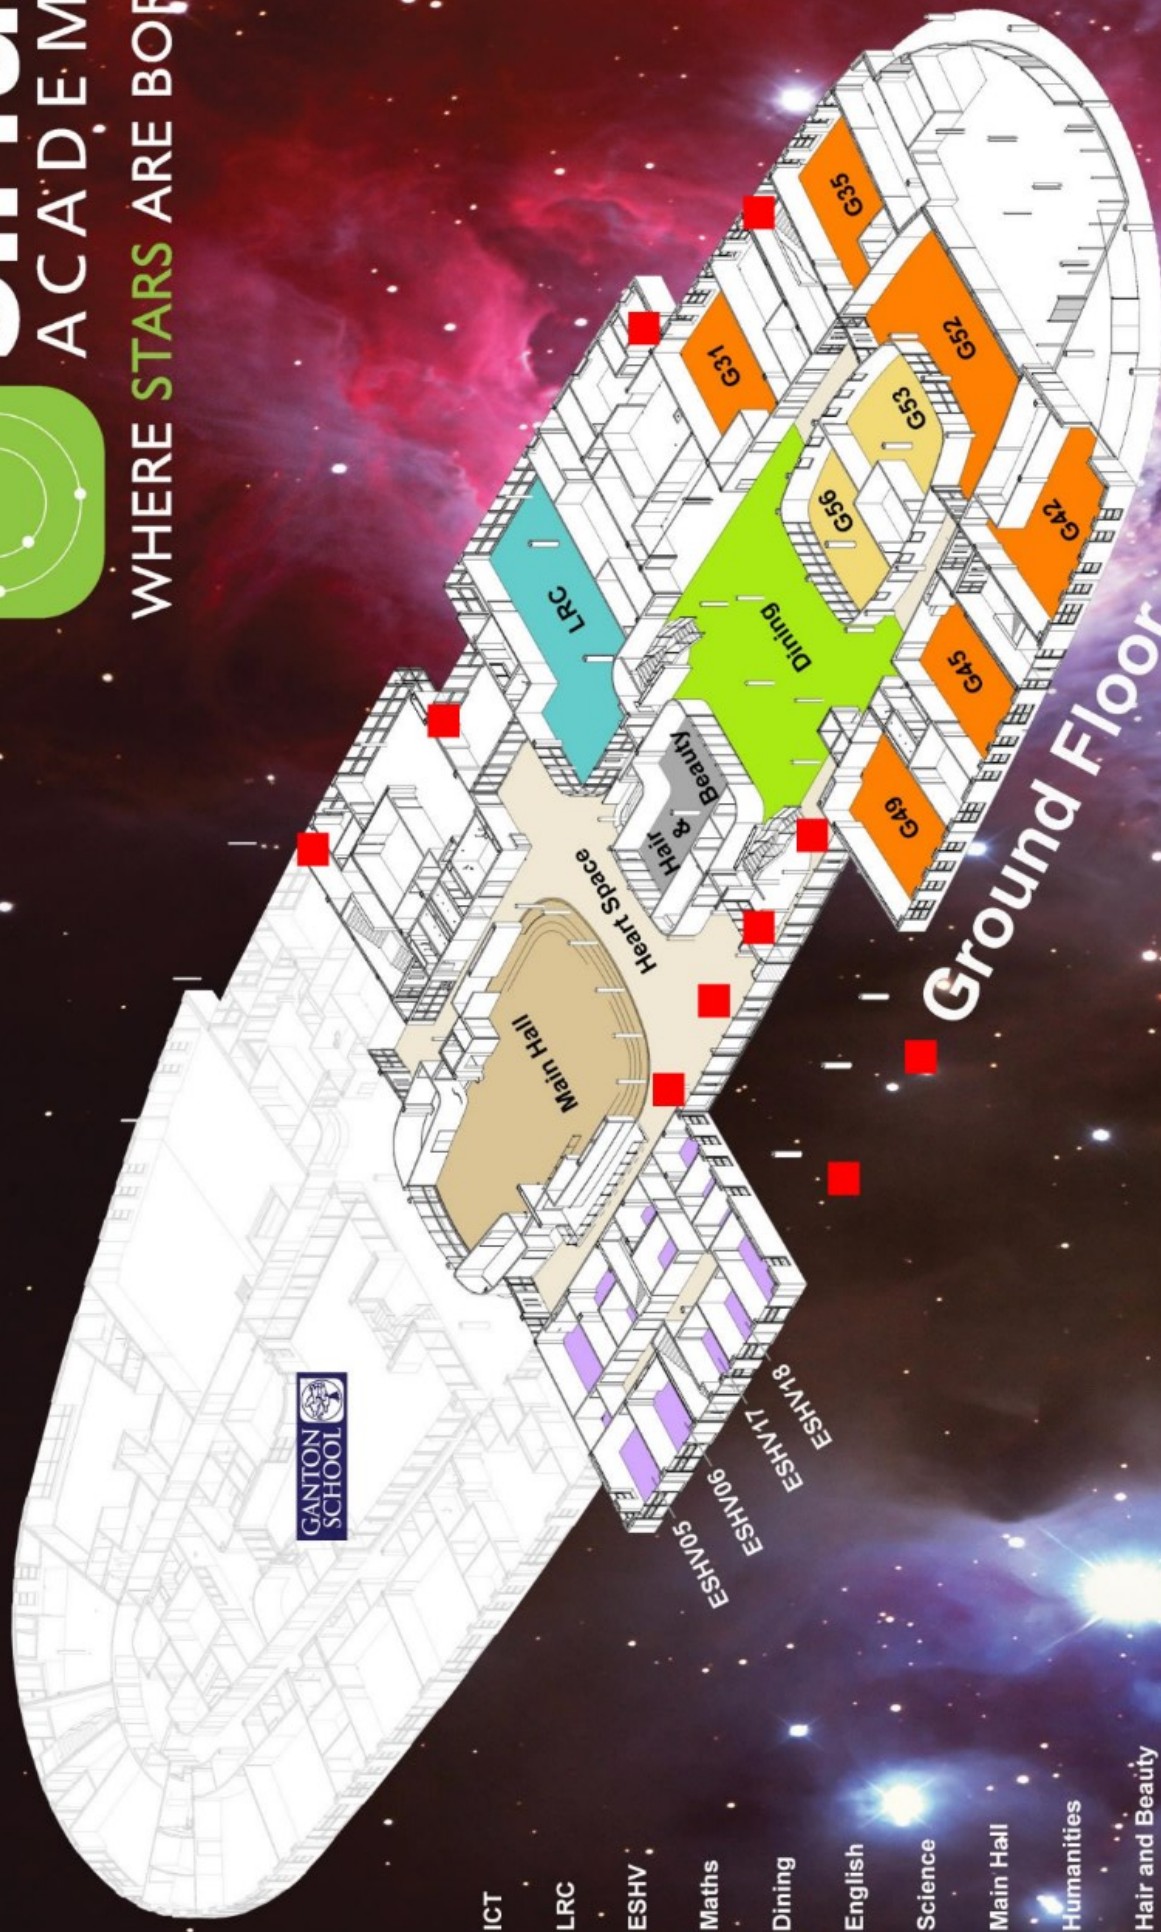 ACADEM
WHERE STARS ARE BOR
G35
G31
G52
G53
G56
G42
LRC
Dining
G45
G49
Hair
&
Beauty
Heart Space
Main Hall
Ground Floor
GANTON
SCHOOL
ESHV05
ESHV06
ESHV17
ESHV18
ICT
LRC
ESHV
Maths
Dining
English
Science
Main Hall
Humanities
Hair and Beauty